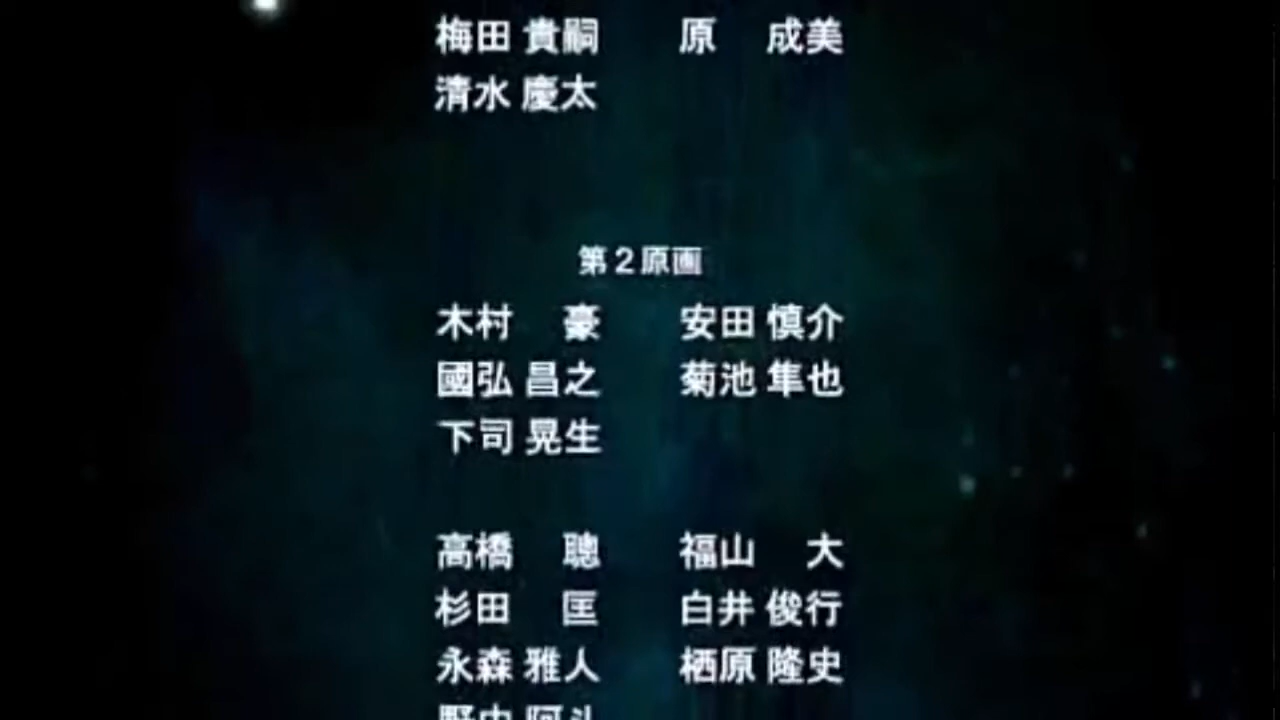 梅田 貴嗣 原 成美
清水 慶太
第2原画
木村 豪 安田 慎介
國弘 昌之 菊池 隼也
下司 晃生
高橋 聰 福山 大
杉田 匡 白井 俊行
永森 雅人 栖原 隆史